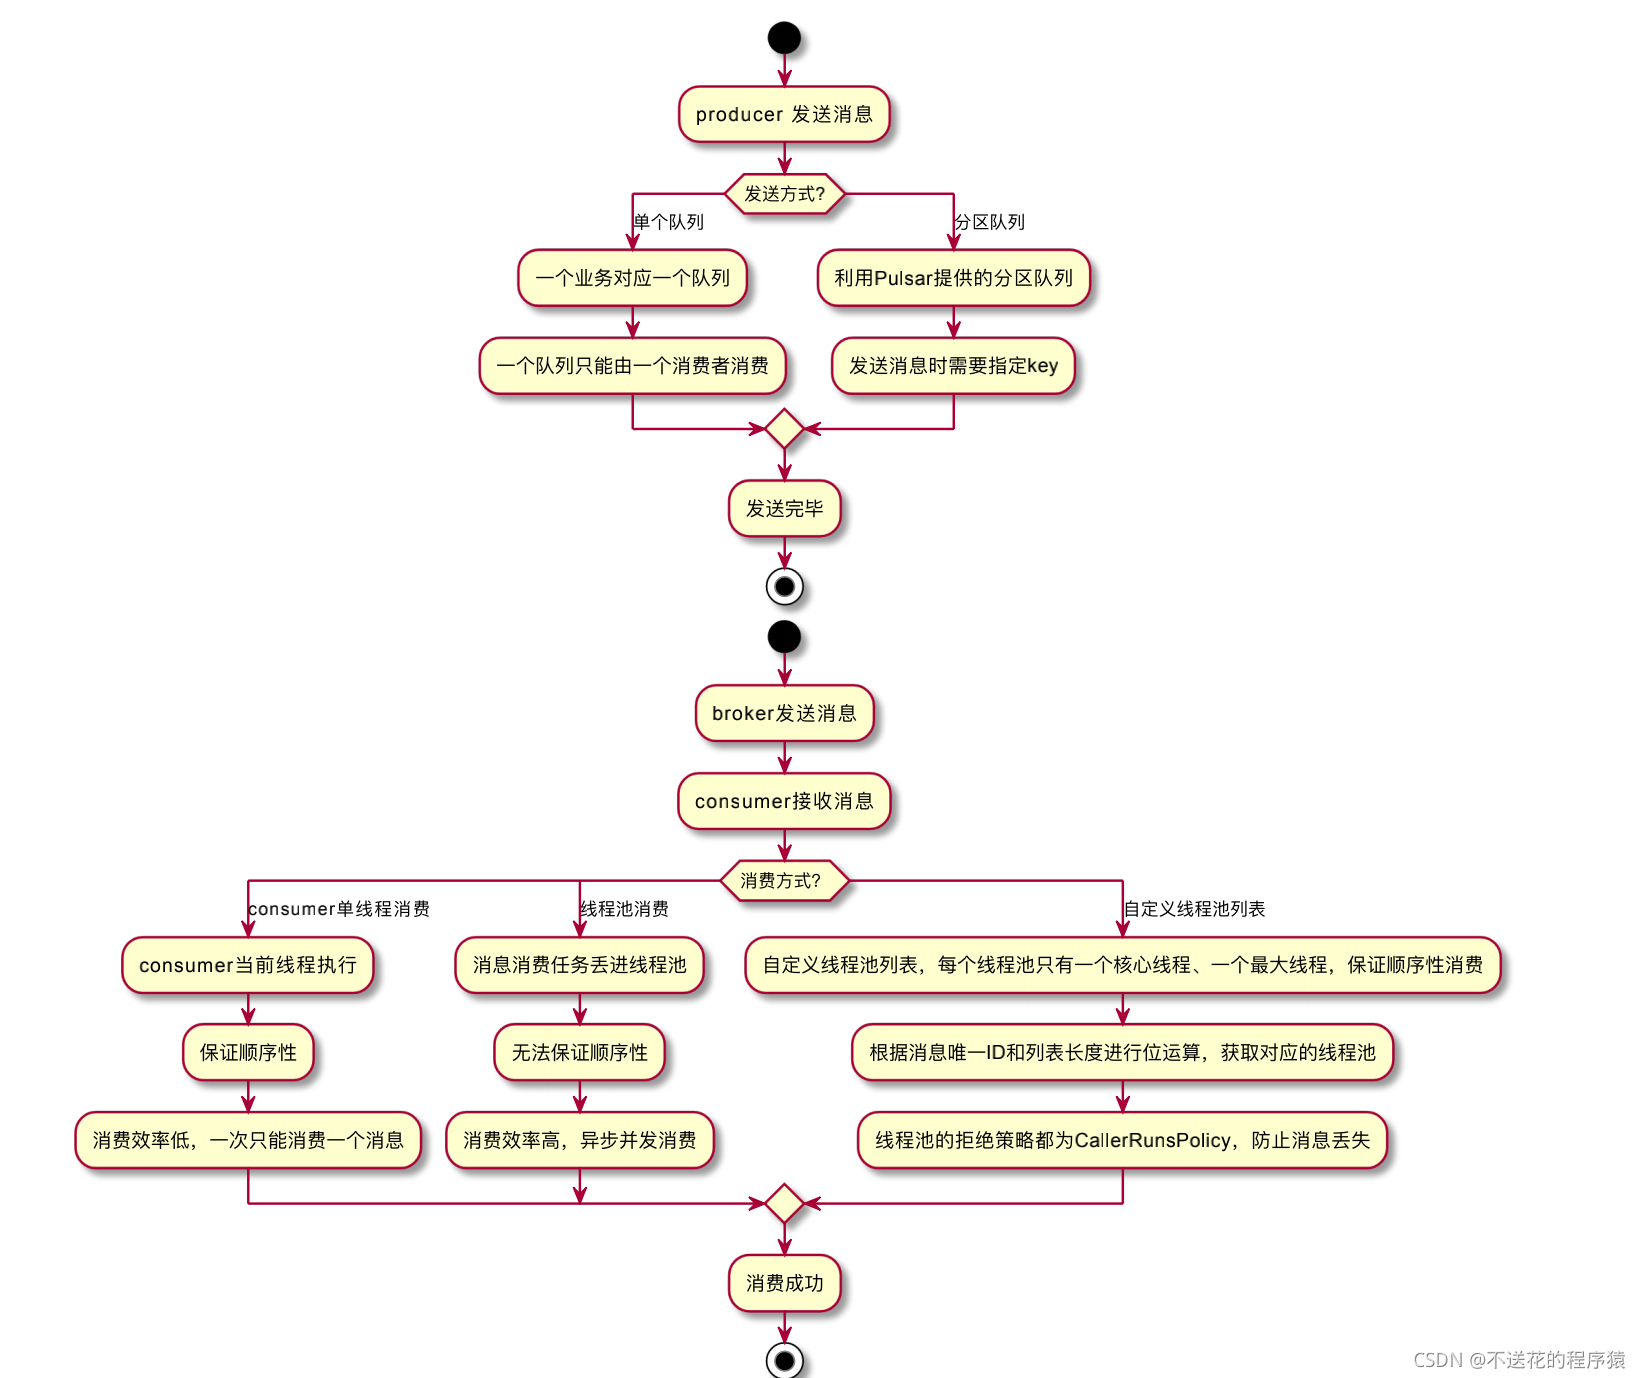 producer 发送消息
发送方式?
单个队列
分区队列
一个业务对应一个队列
利用Pulsar提供的分区队列
一个队列只能由一个消费者消费
发送消息时需要指定key
发送完毕
broker发送消息
consumer接收消息
消费方式?
consumer单线程消费
线程池消费
自定义线程池列表
consumer当前线程执行
消息消费任务丢进线程池
自定义线程池列表，每个线程池只有一个核心线程、一个最大线程，保证顺序性消费
保证顺序性
无法保证顺序性
根据消息唯一ID和列表长度进行位运算，获取对应的线程池
消费效率低，一次只能消费一个消息
消费效率高，异步并发消费
线程池的拒绝策略都为CallerRunsPolicy，防止消息丢失
消费成功
CSDN @不送花的程序猿